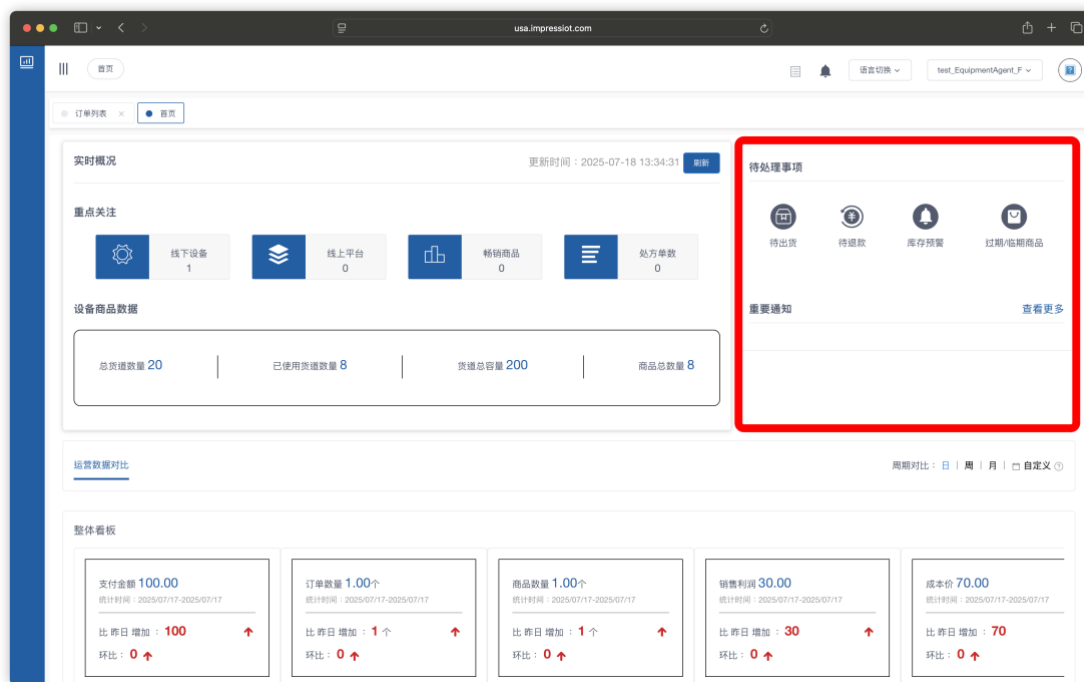 usa.impressiot.com
首页
语言切换
test_EquipmentAgent_F
订单列表
首页
实时概况
更新时间：2025-07-18 13:34:31
刷新
重点关注
线下设备
1
线上平台
0
畅销商品
0
处方单数
0
设备商品数据
总货道数量 20
已使用货道数量 8
货道总容量 200
商品总数量 8
待处理事项
待出货
待退款
库存预警
过期/临期商品
重要通知
查看更多
运营数据对比
周期对比：日 | 周 | 月 | 自定义
整体看板
支付金额 100.00
统计时间：2025/07/17-2025/07/17
比 昨日 增加 ：100
环比： 0
订单数量 1.00个
统计时间：2025/07/17-2025/07/17
比 昨日 增加 ：1 个
环比： 0
商品数量 1.00个
统计时间：2025/07/17-2025/07/17
比 昨日 增加 ：1 个
环比： 0
销售利润 30.00
统计时间：2025/07/17-2025/07/17
比 昨日 增加 ：30
环比： 0
成本价 70.00
统计时间：2025/07/17-2025/07/17
比 昨日 增加 ：70
环比： 0